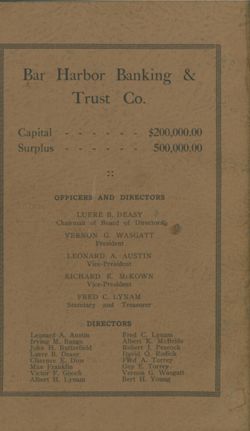 Bar Harbor Banking &
Trust Co.
Capital - - - - - - $200,000.00
Surplus - - - - - - 500,000.00
::
OFFICERS AND DIRECTORS
LUERE B. DEASY
Chairman of Board of Directors
VERNON G. WASGATT
President
LEONARD A. AUSTIN
Vice-President
RICHARD K. McKOWN
Vice-President
FRED C. LYNAM
Secretary and Treasurer
DIRECTORS
Leonard A. Austin
Irving M.
John H. Butterfield
Luere B. Deasy
Clarence E. Dow
Max Franklin
Victor F. Gooch
Albert H. Lynam
Fred C. Lynam
Albert K. McBride
Robert J. Peacock
David O. Rodick
Fred A. Torrey
Guy E. Torrey
Vernon G. Wasgatt
Bert H. Young